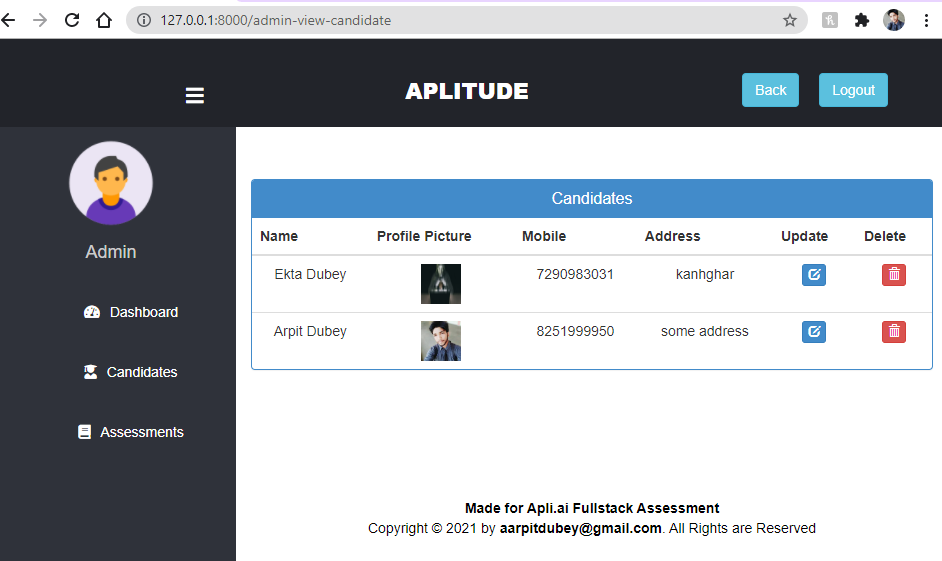 127.0.0.1:8000/admin-view-candidate
APLITUDE
Back
Logout
Admin
Dashboard
Candidates
Assessments
Candidates
Name Profile Picture Mobile Address Update Delete
Ekta Dubey 7290983031 kanhghar
Arpit Dubey 8251999950 some address
Made for Apli.ai Fullstack Assessment
Copyright © 2021 by aarpitdubey@gmail.com. All Rights are Reserved